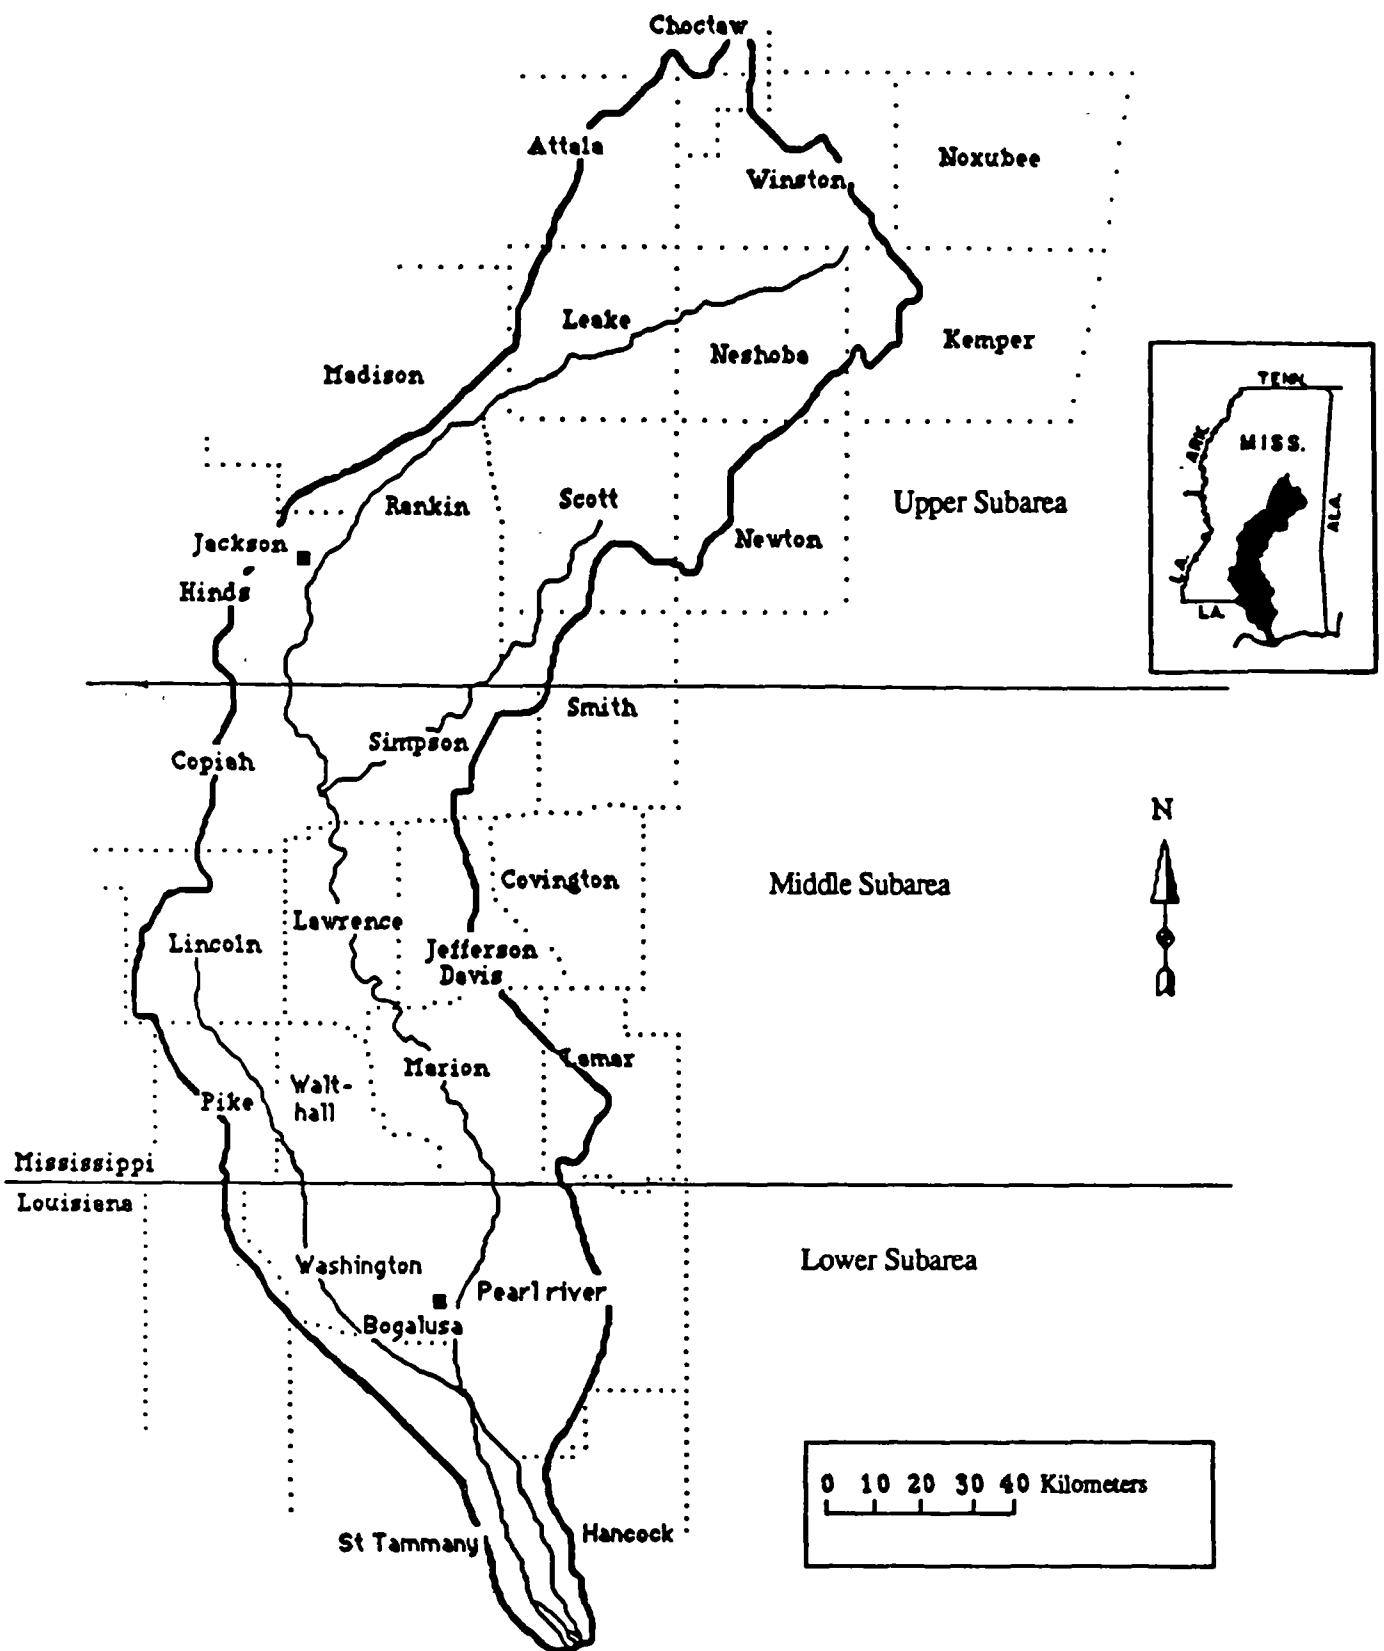 Choctaw
Attala
Noxubee
Winston
Leake
Kemper
Neshoba
Madison
TENN.
ARK.
MISS.
ALA.
LA.
LA.
Rankin
Scott
Upper Subarea
Newton
Jackson
Hinds
Smith
Simpson
Copiah
N
Covington
Middle Subarea
Lawrence
Lincoln
Jefferson
Davis
Lamar
Marion
Walt-
hall
Pike
Mississippi
Louisiana
Washington
Lower Subarea
Pearl river
Bogalusa
0 10 20 30 40 Kilometers
St Tammany
Hancock